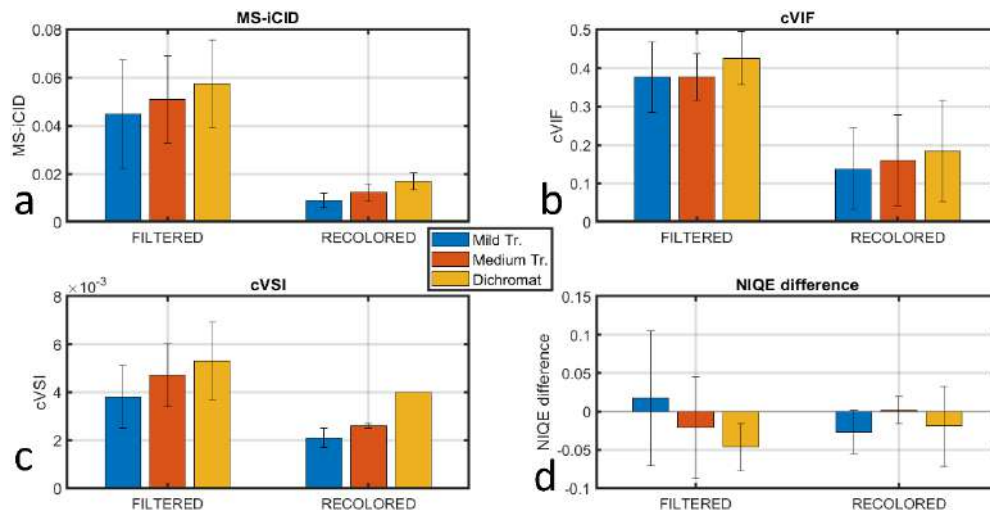 MS-iCID
0.08
0.06
0.04
0.02
0
MS-iCID
a
FILTERED
RECOLORED
cVIF
0.5
0.4
0.3
0.2
0.1
0
cVIF
b
FILTERED
RECOLORED
Mild Tr.
Medium Tr.
Dichromat
cVSI
×10⁻³
8
6
4
2
0
cVSI
c
FILTERED
RECOLORED
NIQE difference
0.15
0.1
0.05
0
-0.05
-0.1
NIQE difference
d
FILTERED
RECOLORED